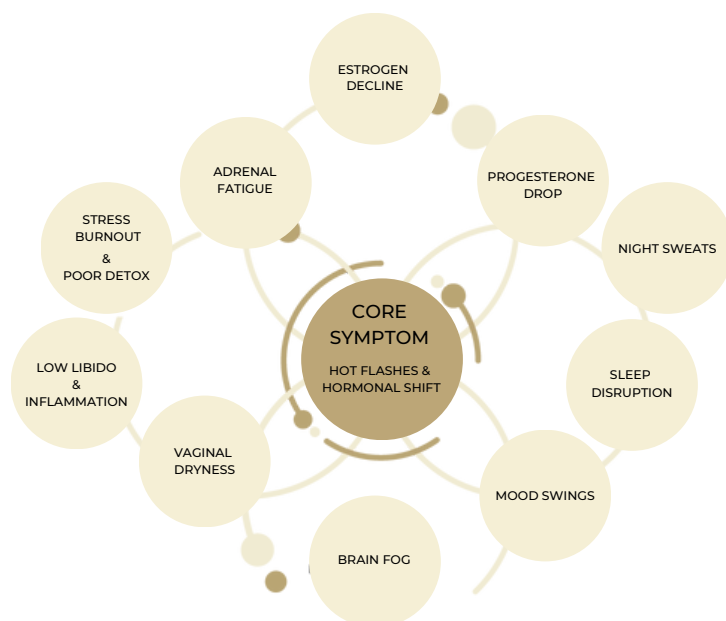 ESTROGEN
DECLINE
ADRENAL
FATIGUE
PROGESTERONE
DROP
STRESS
BURNOUT
&
POOR DETOX
NIGHT SWEATS
CORE
SYMPTOM
HOT FLASHES &
HORMONAL SHIFT
LOW LIBIDO
&
INFLAMMATION
SLEEP
DISRUPTION
VAGINAL
DRYNESS
MOOD SWINGS
BRAIN FOG